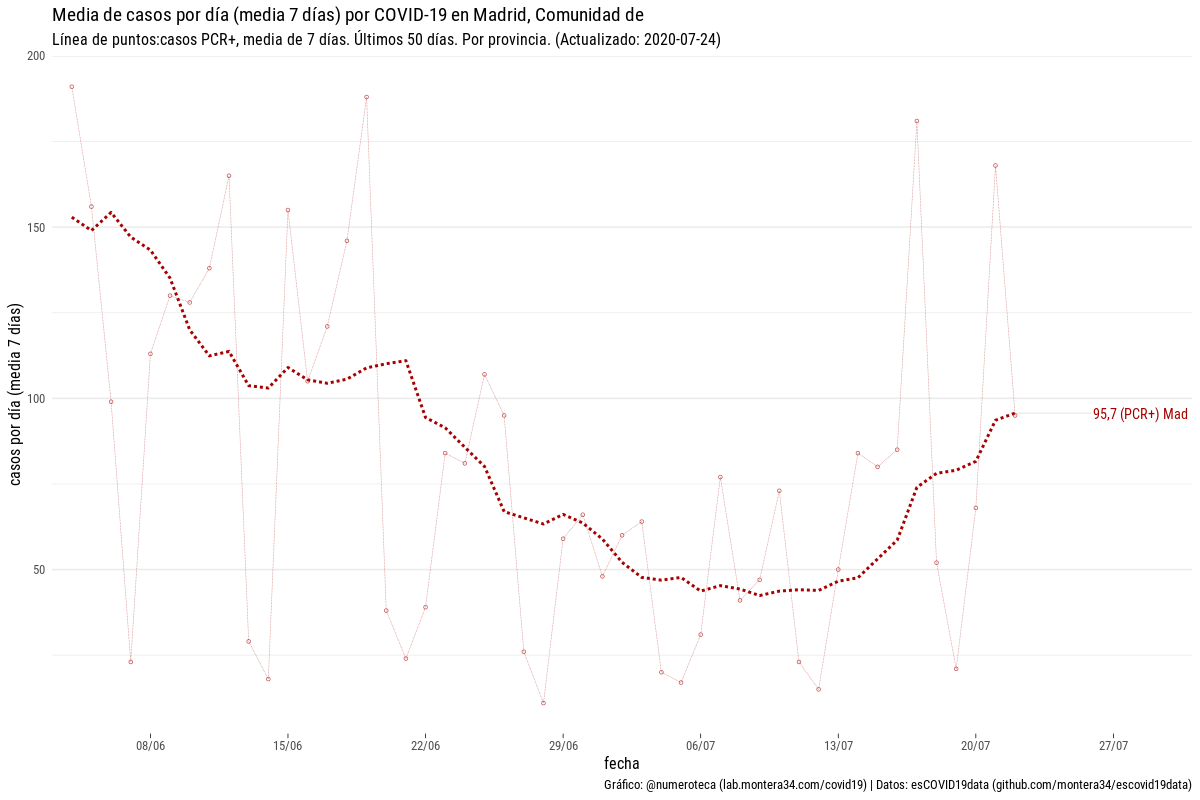 Media de casos por día (media 7 días) por COVID-19 en Madrid, Comunidad de
Línea de puntos:casos PCR+, media de 7 días. Últimos 50 días. Por provincia. (Actualizado: 2020-07-24)
casos por día (media 7 días)
200
150
100
50
95,7 (PCR+) Mad
08/06
15/06
22/06
29/06
06/07
13/07
20/07
27/07
fecha
Gráfico: @numeroteca (lab.montera34.com/covid19) | Datos: esCOVID19data (github.com/montera34/escovid19data)